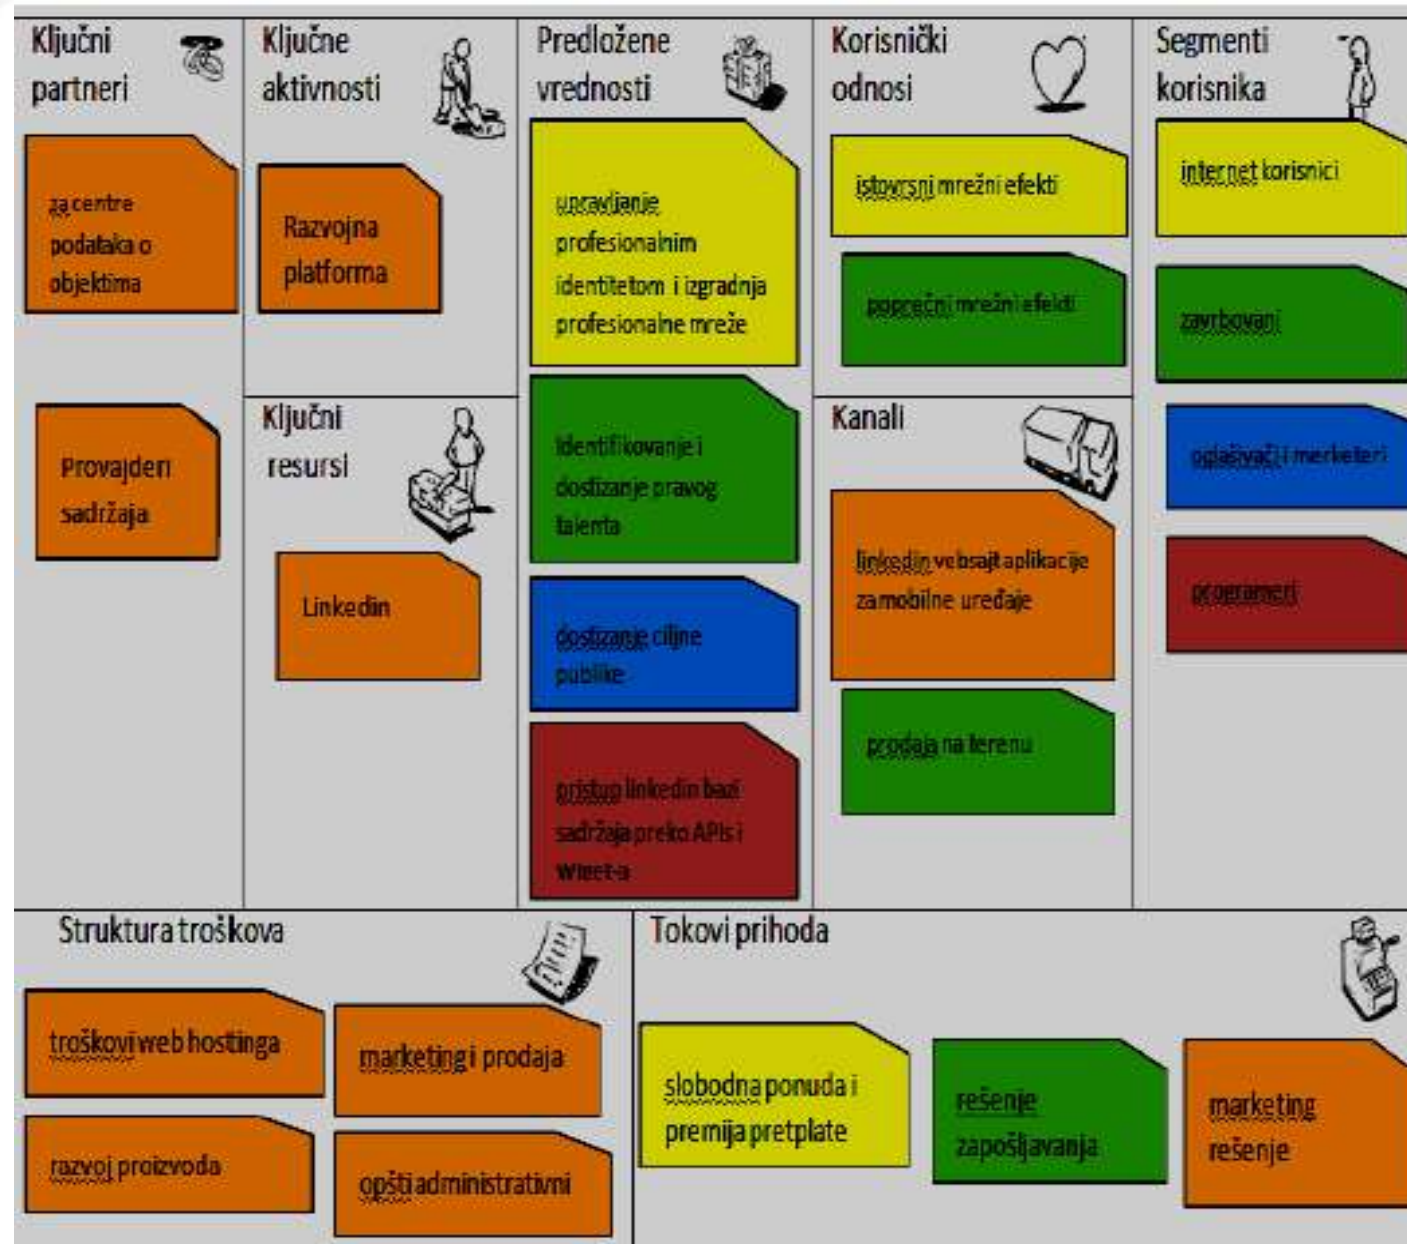 Ključni
partneri
za centre
podataka o
objektima
Provajderi
sadržaja
Ključne
aktivnosti
Razvojna
platforma
Ključni
resursi
Linkedin
Predložene
vrednosti
upravljanje
profesionalnim
identitetom i izgradnja
profesionalne mreže
Identifikovanje i
dostizanje pravog
talenta
dostizanje ciljne
publike
pristup linkedin bazi
sadržaja preko APIs i
Korisnički
odnosi
istovrsni mrežni efekti
poprečni mrežni efekti
Kanali
linkedin vebsajt aplikacije
za mobilne uređaje
prodaja na terenu
Segmenti
korisnika
internet korisnici
zavrbovani
oglašivači i merketeri
programeri
Struktura troškova
troškovi web hostinga
marketing i prodaja
razvoj proizvoda
opšti administrativni
Tokovi prihoda
slobodna ponuda i
premija pretplate
rešenje
zapošljavanja
marketing
rešenje